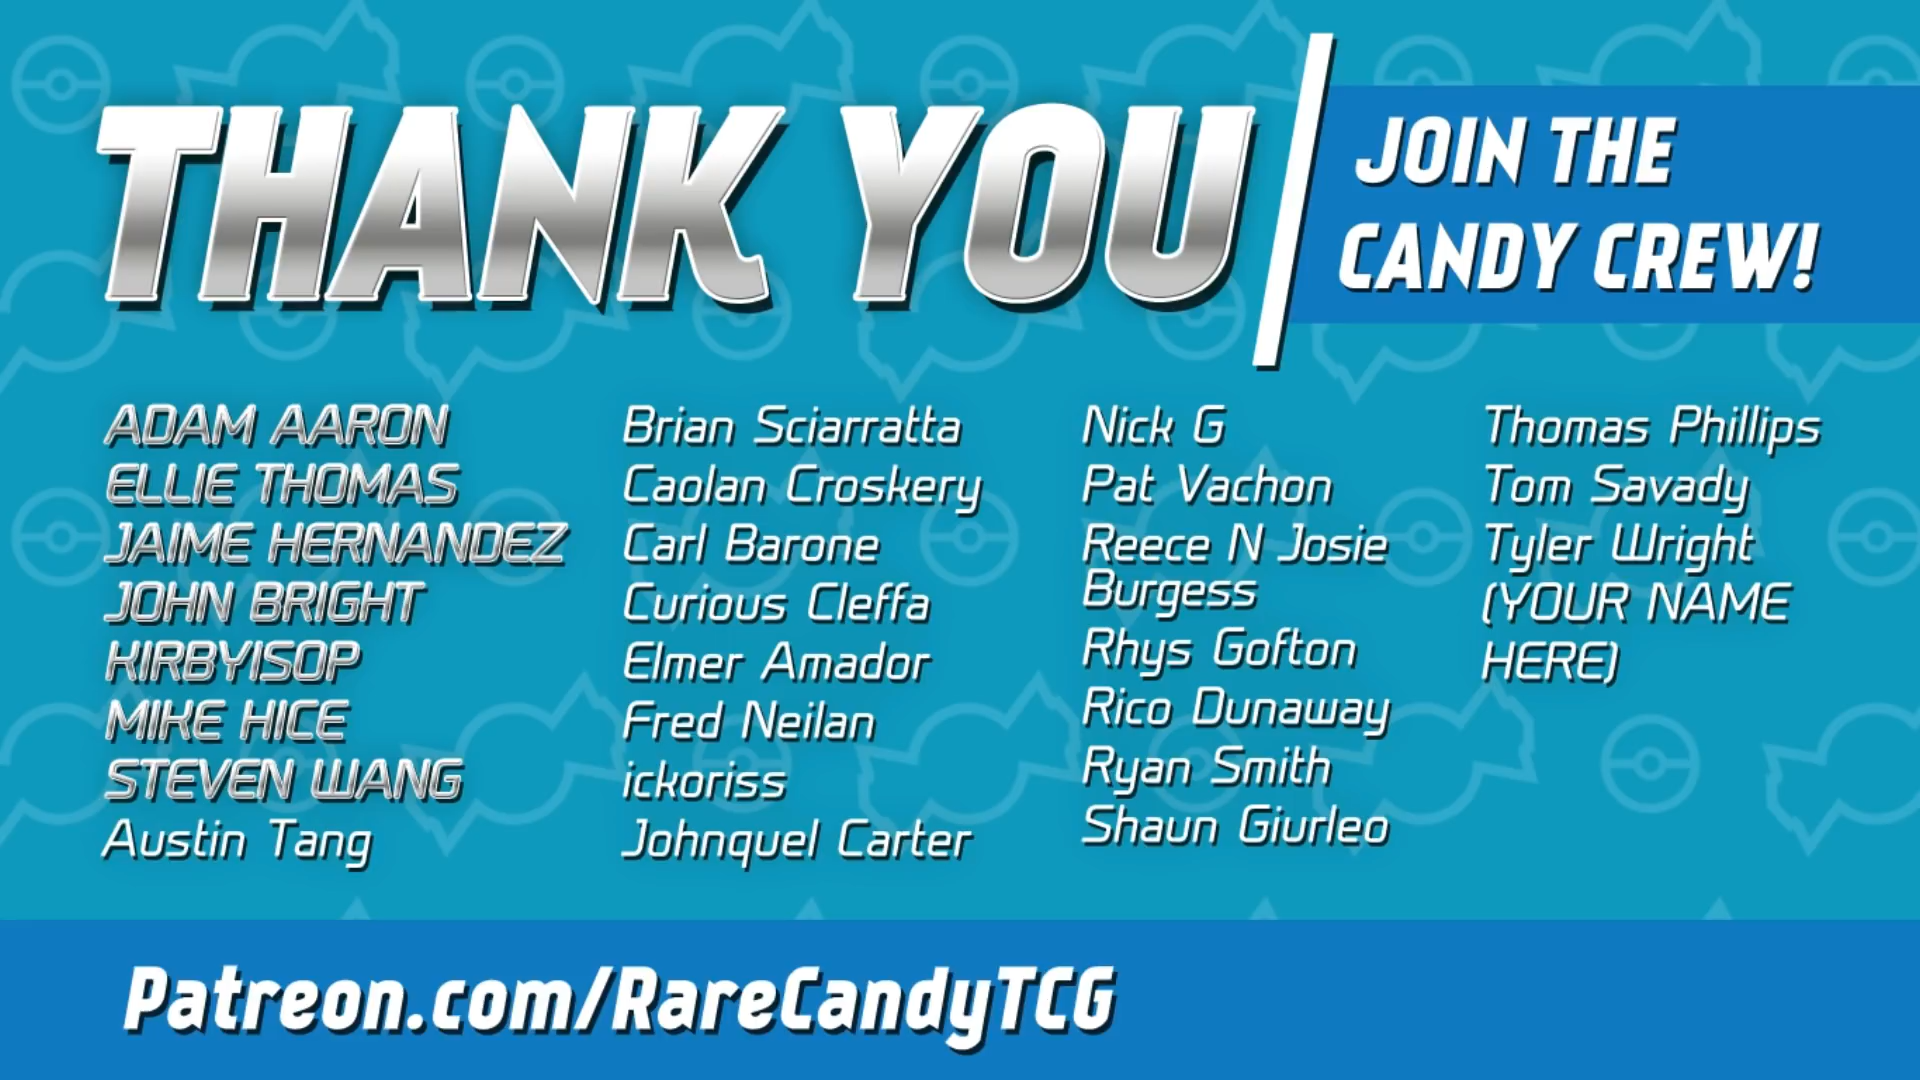 THANK YOU
JOIN THE
CANDY CREW!
ADAM AARON
ELLIE THOMAS
JAIME HERNANDEZ
JOHN BRIGHT
KIRBYISOP
MIKE HICE
STEVEN WANG
Austin Tang
Brian Sciarratta
Caolan Croskery
Carl Barone
Curious Cleffa
Elmer Amador
Fred Neilan
ickoriss
Johnquel Carter
Nick G
Pat Vachon
Reece N Josie
Burgess
Rhys Gofton
Rico Dunaway
Ryan Smith
Shaun Giurleo
Thomas Phillips
Tom Savady
Tyler Wright
(YOUR NAME
HERE)
Patreon.com/RareCandyTCG